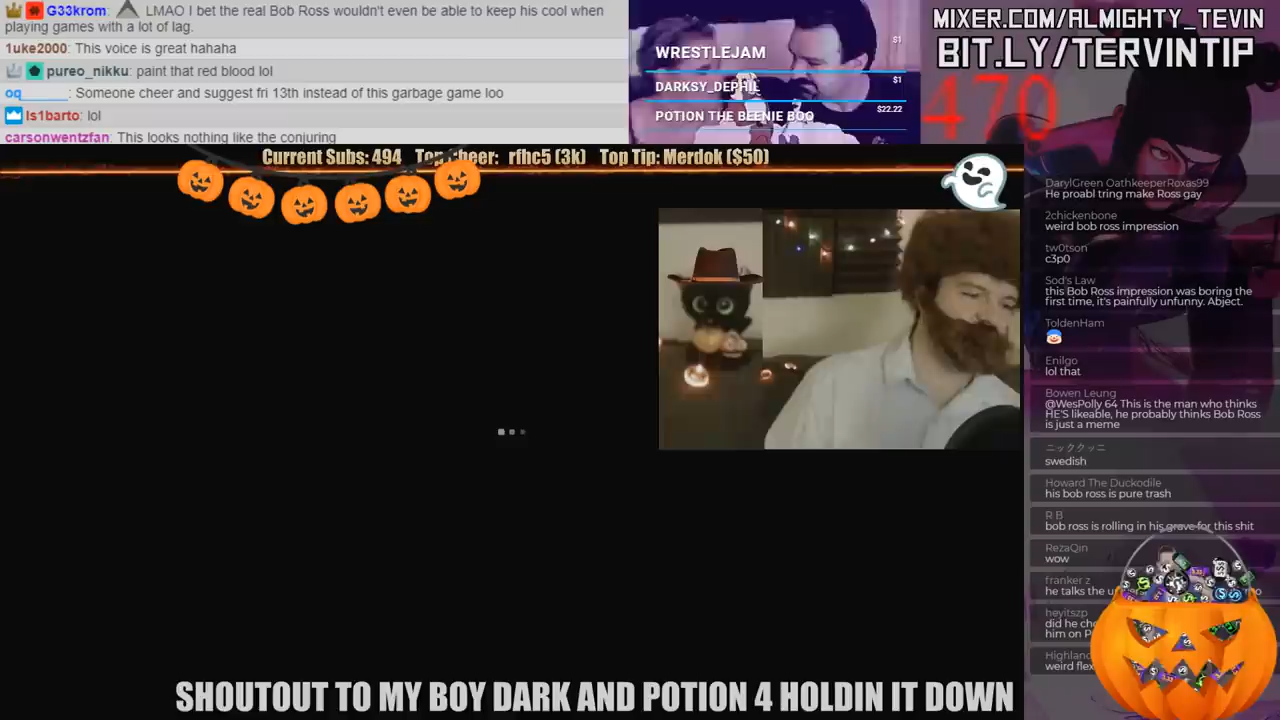 G33krom: LMAO I bet the real Bob Ross wouldn't even be able to keep his cool when
playing games with a lot of lag.
1uke2000: This voice is great hahaha
pureo_nikku: paint that red blood lol
oq______: Someone cheer and suggest fri 13th instead of this garbage game loo
ls1barto: lol
carsonwentzfan: This looks nothing like the conjuring
WRESTLEJAM $1
DARKSY_DEPHIL $1
POTION THE BEENIE BOO $22.22
MIXER.COM/ALMIGHTY_TEVIN
BIT.LY/TERVINTIP
470
Current Subs: 494 Top Cheer: rfhc5 (3k) Top Tip: Merdok ($50)
DarylGreen OathkeeperRoxas99
He proabl tring make Ross gay
2chickenbone
weird bob ross impression
tw0tson
c3p0
Sod's Law
this Bob Ross impression was boring the
first time, it's painfully unfunny. Abject.
ToldenHam
Enilgo
lol that
Bowen Leung
@WesPolly 64 This is the man who thinks
HE'S likeable, he probably thinks Bob Ross
is just a meme
ニッククッニ
swedish
Howard The Duckodile
his bob ross is pure trash
R B
bob ross is rolling in his grave for this shit
RezaQin
wow
franker z
he talks the
heyitszp
did he
him on
weird
SHOUTOUT TO MY BOY DARK AND POTION 4 HOLDIN IT DOWN